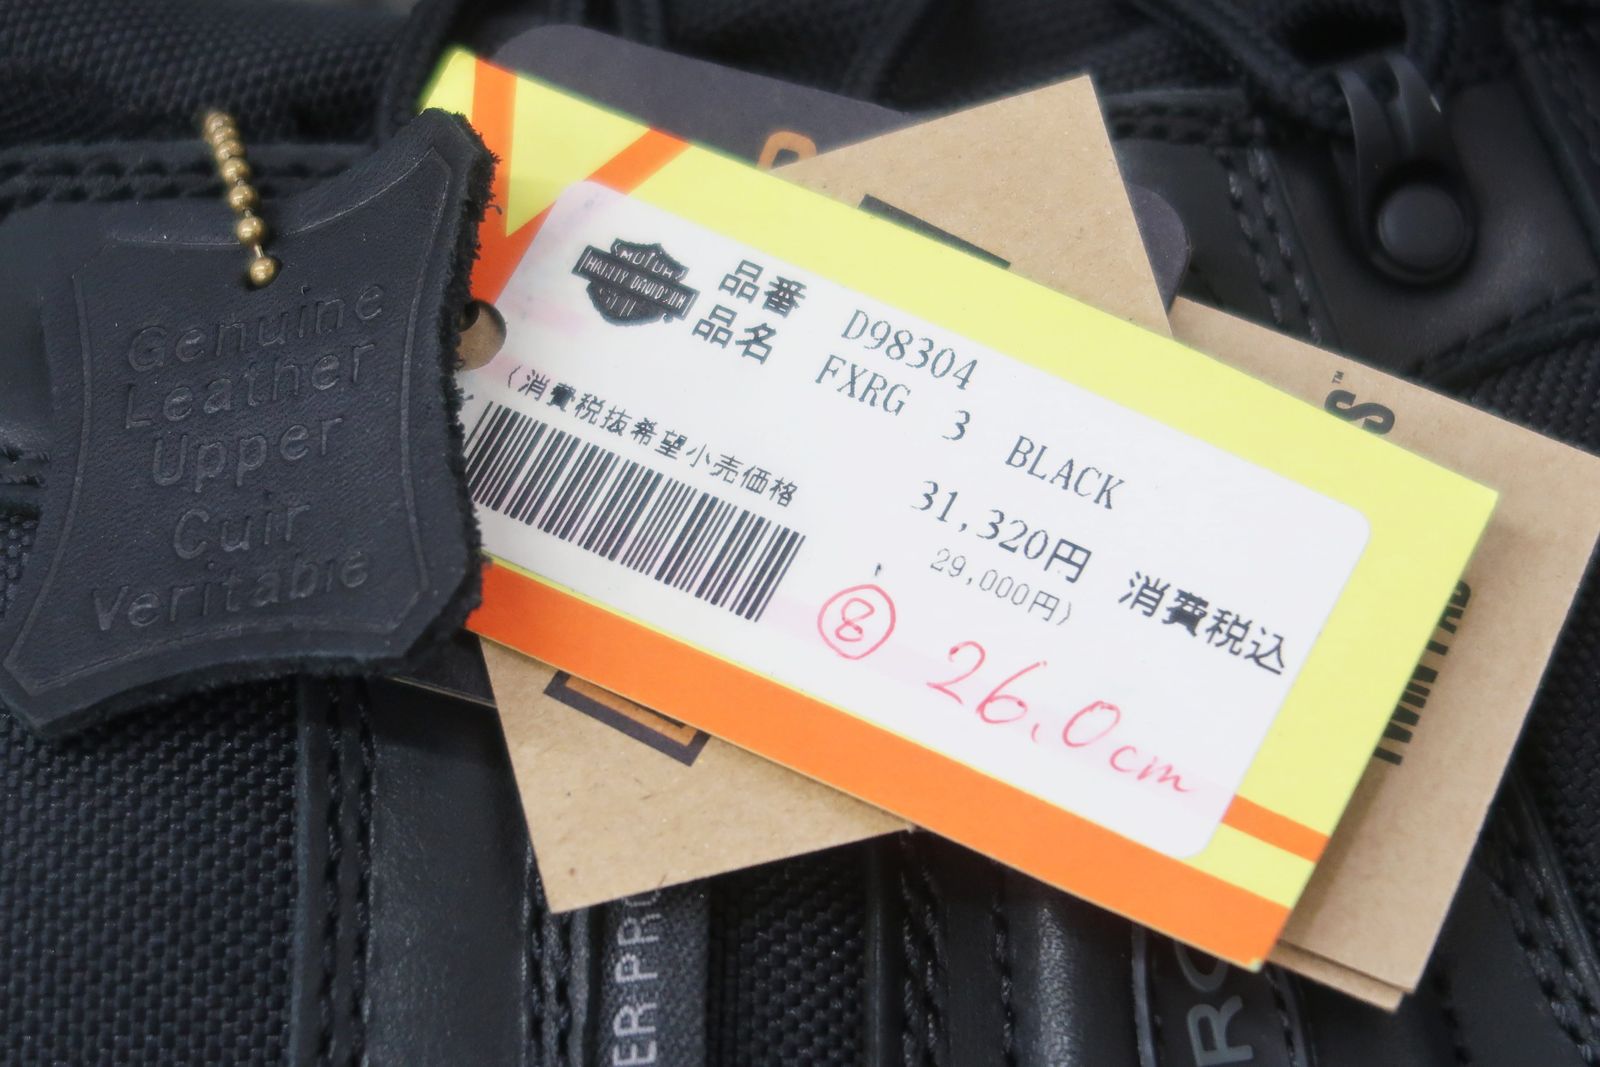 Genuine
Leather
Upper
Cuir
Veritable
MOTOR
HARLEY-DAVIDSON
品番 D98304
品名 FXRG 3 BLACK
31,320円 消費税込
(消費税抜希望小売価格 29,000円)
8 26.0cm
S™